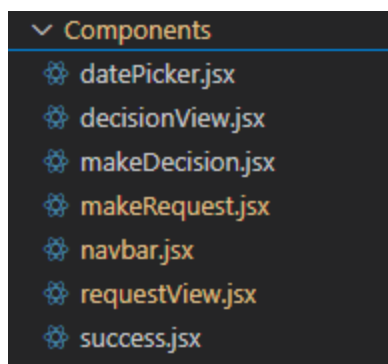 Components
datePicker.jsx
decisionView.jsx
makeDecision.jsx
makeRequest.jsx
navbar.jsx
requestView.jsx
success.jsx